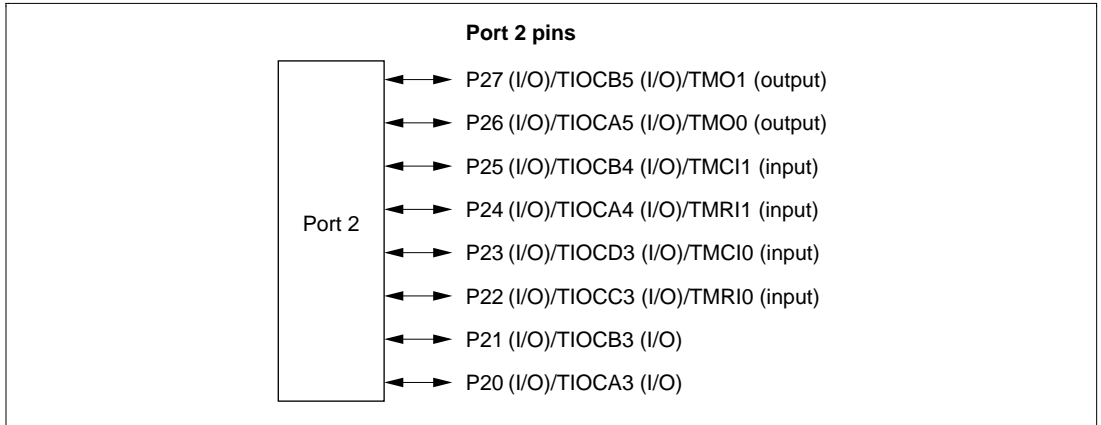 Port 2 pins
P27 (I/O)/TIOCB5 (I/O)/TMO1 (output)
P26 (I/O)/TIOCA5 (I/O)/TMO0 (output)
P25 (I/O)/TIOCB4 (I/O)/TMCI1 (input)
P24 (I/O)/TIOCA4 (I/O)/TMRI1 (input)
Port 2
P23 (I/O)/TIOCD3 (I/O)/TMCI0 (input)
P22 (I/O)/TIOCC3 (I/O)/TMRI0 (input)
P21 (I/O)/TIOCB3 (I/O)
P20 (I/O)/TIOCA3 (I/O)